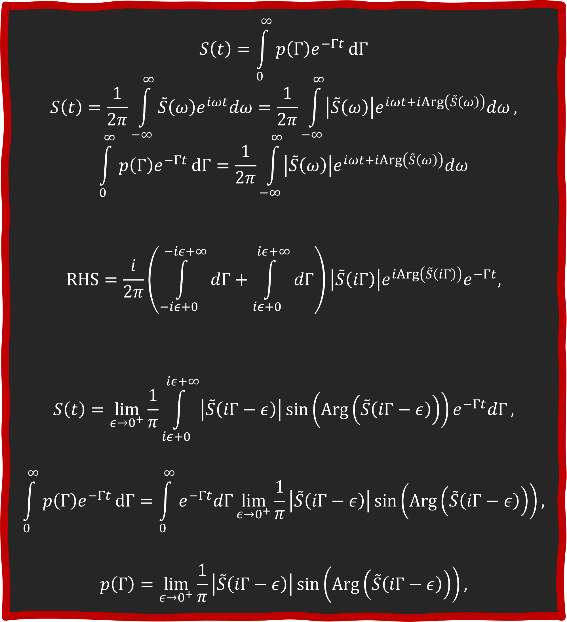 S(t) = ∫₀^∞ p(Γ)e^{−Γt} dΓ
S(t) = 1/2π ∫_{−∞}^{∞} S̃(ω)e^{iωt}dω = 1/2π ∫_{−∞}^{∞} |S̃(ω)|e^{iωt+iArg(S̃(ω))}dω ,
∫₀^∞ p(Γ)e^{−Γt} dΓ = 1/2π ∫_{−∞}^{∞} |S̃(ω)|e^{iωt+iArg(S̃(ω))}dω
RHS = i/2π (∫_{−iϵ+0}^{−iϵ+∞} dΓ + ∫_{iϵ+0}^{iϵ+∞} dΓ) |S̃(iΓ)|e^{iArg(S̃(iΓ))}e^{−Γt},
S(t) = lim_{ϵ→0⁺} 1/π ∫_{iϵ+0}^{iϵ+∞} |S̃(iΓ − ϵ)| sin (Arg (S̃(iΓ − ϵ))) e^{−Γt}dΓ ,
∫₀^∞ p(Γ)e^{−Γt} dΓ = ∫₀^∞ e^{−Γt}dΓ lim_{ϵ→0⁺} 1/π |S̃(iΓ − ϵ)| sin (Arg (S̃(iΓ − ϵ))) ,
p(Γ) = lim_{ϵ→0⁺} 1/π |S̃(iΓ − ϵ)| sin (Arg (S̃(iΓ − ϵ))) ,